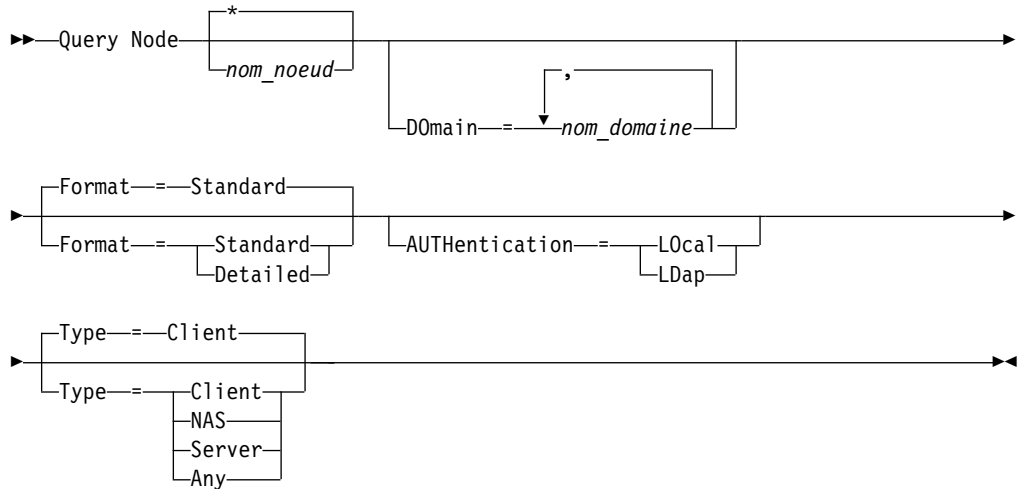 *
Query Node
nom_noeud
,
DOmain = nom_domaine
Format = Standard
Format = Standard
Detailed
AUTHentication = LOcal
LDap
Type = Client
Type = Client
NAS
Server
Any